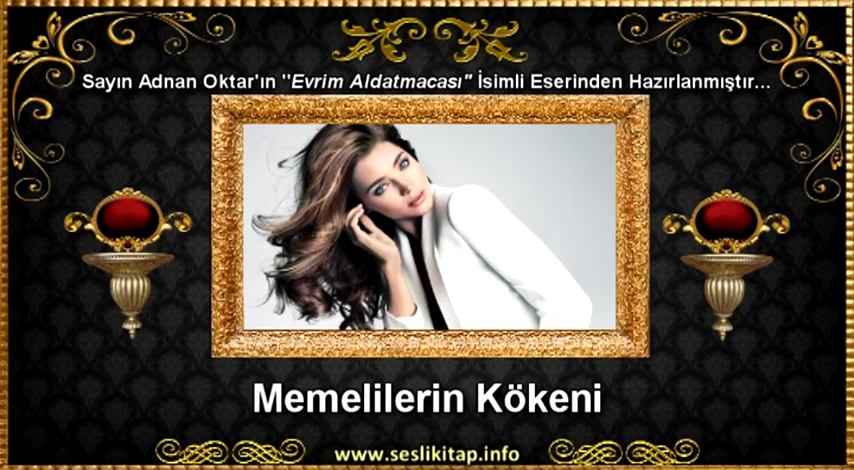 Sayın Adnan Oktar'ın "Evrim Aldatmacası" İsimli Eserinden Hazırlanmıştır...
Memelilerin Kökeni
www.seslikitap.info